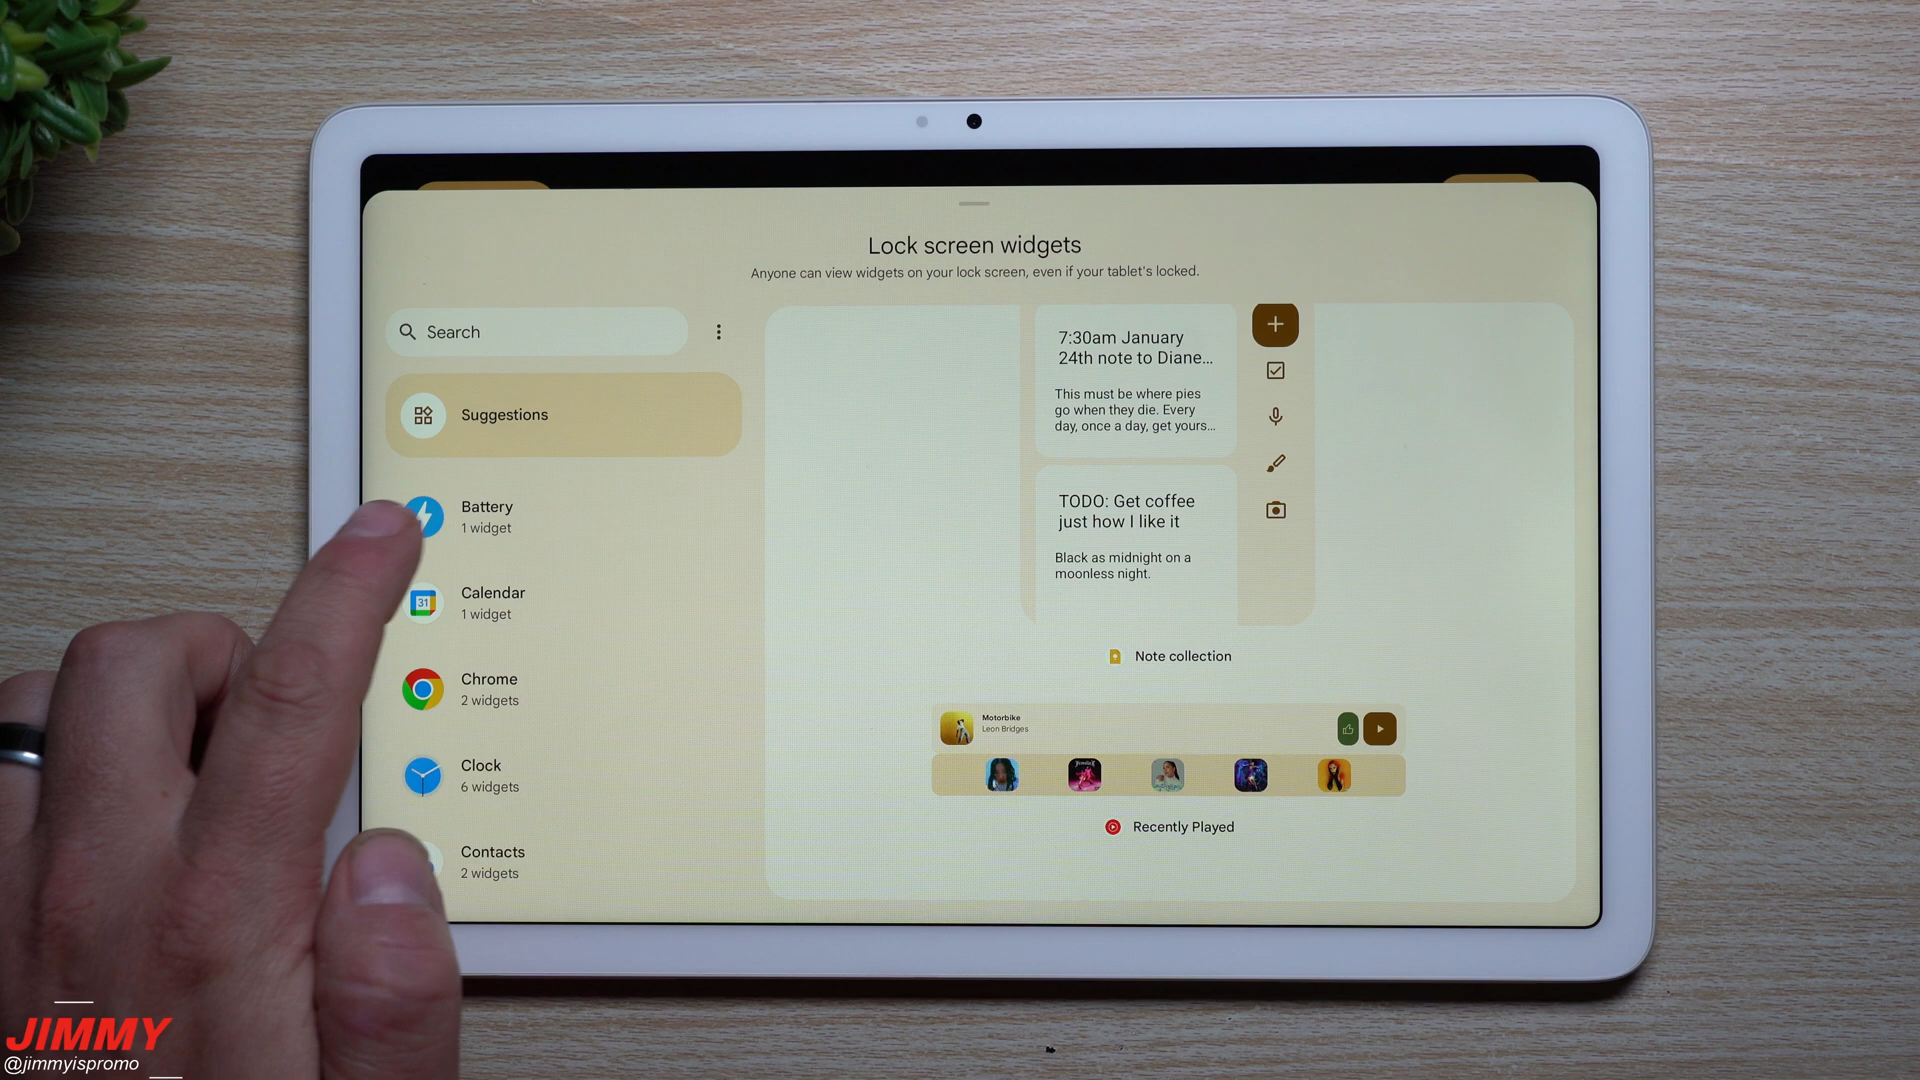 Lock screen widgets
Anyone can view widgets on your lock screen, even if your tablet's locked.
Search
Suggestions
Battery
1 widget
Calendar
1 widget
31
Chrome
2 widgets
Clock
6 widgets
Contacts
2 widgets
7:30am January
24th note to Diane...
This must be where pies
go when they die. Every
day, once a day, get yours...
TODO: Get coffee
just how I like it
Black as midnight on a
moonless night.
Note collection
Motorbike
Leon Bridges
Recently Played
JIMMY
@jimmyispromo